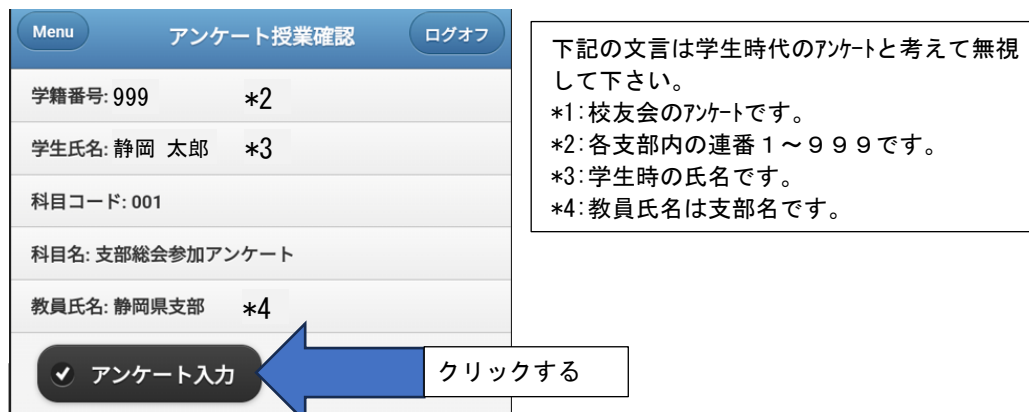 Menu
アンケート授業確認
ログオフ
学籍番号: 999 *2
学生氏名: 静岡 太郎 *3
科目コード: 001
科目名: 支部総会参加アンケート
教員氏名: 静岡県支部 *4
アンケート入力
クリックする
下記の文言は学生時代のｱﾝｹｰﾄと考えて無視
して下さい。
*1:校友会のｱﾝｹｰﾄです。
*2:各支部内の連番１～９９９です。
*3:学生時の氏名です。
*4:教員氏名は支部名です。